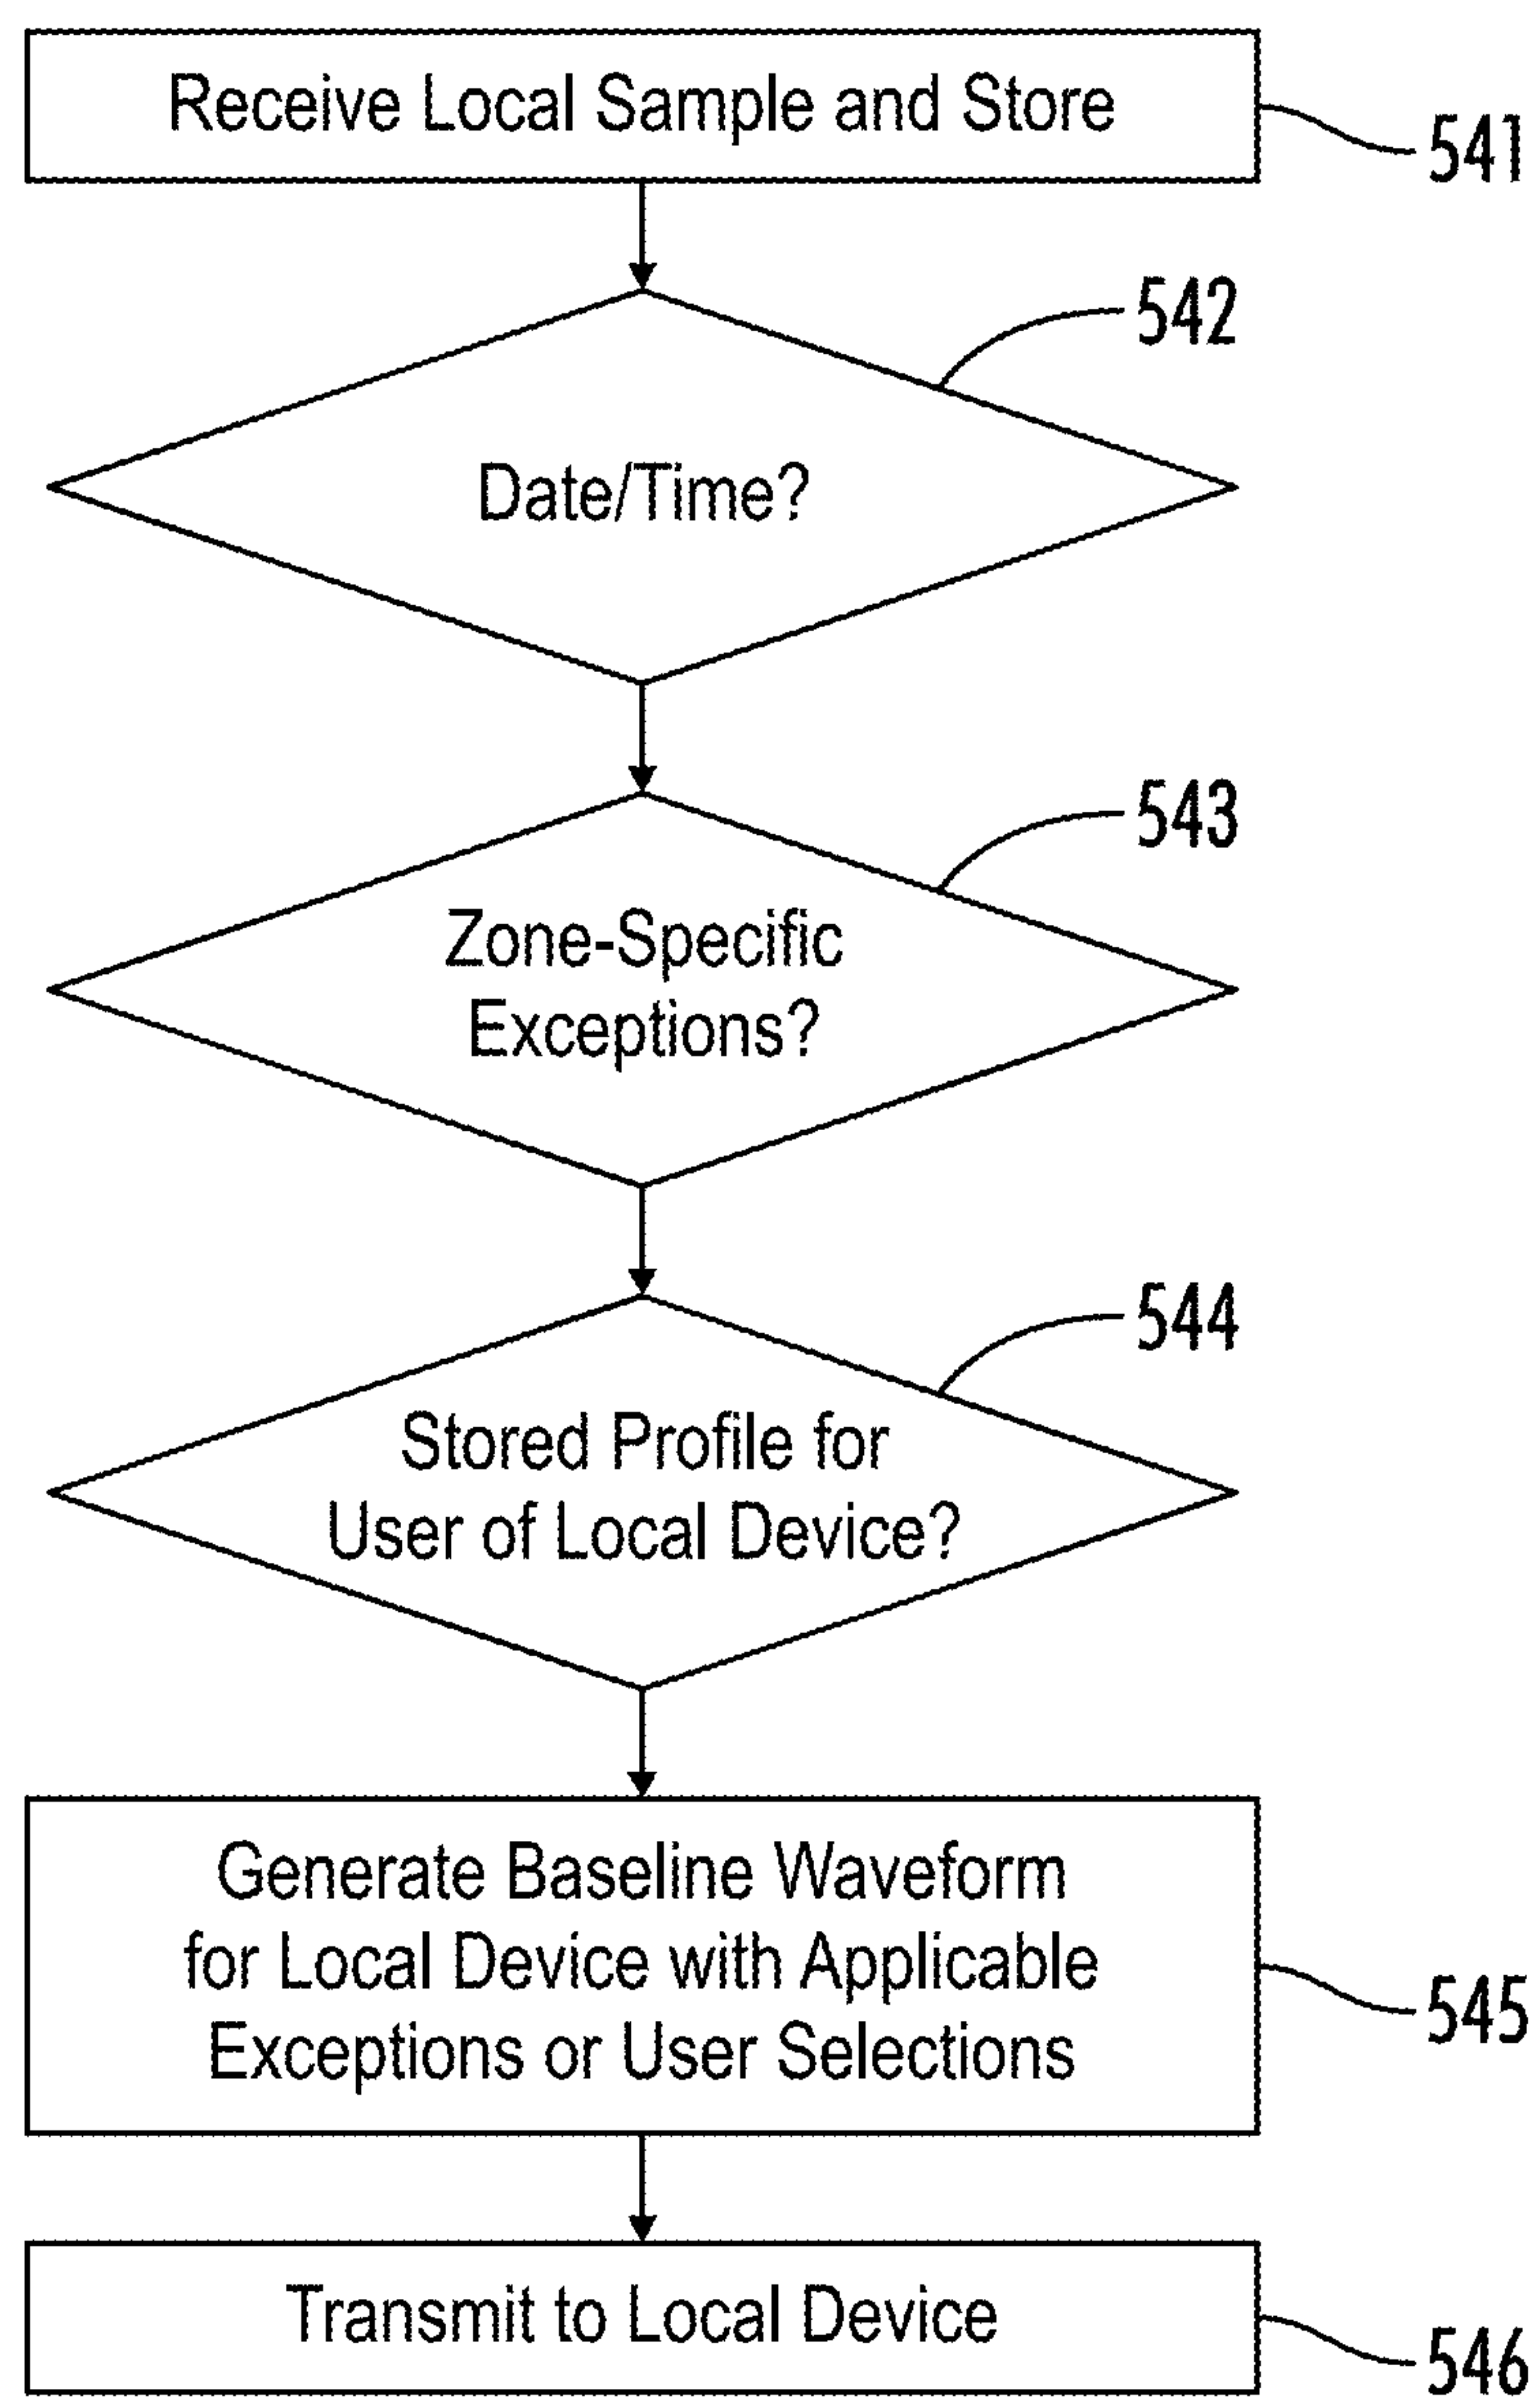 Receive Local Sample and Store
541
542
Date/Time?
543
Zone-Specific
Exceptions?
544
Stored Profile for
User of Local Device?
Generate Baseline Waveform
for Local Device with Applicable
Exceptions or User Selections
545
Transmit to Local Device
546